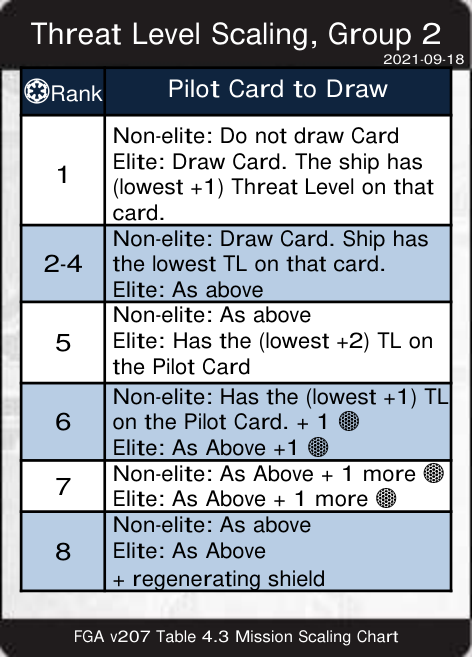 Threat Level Scaling, Group 2
2021-09-18
Rank
Pilot Card to Draw
1
Non-elite: Do not draw Card
Elite: Draw Card. The ship has
(lowest +1) Threat Level on that
card.
2-4
Non-elite: Draw Card. Ship has
the lowest TL on that card.
Elite: As above
5
Non-elite: As above
Elite: Has the (lowest +2) TL on
the Pilot Card
6
Non-elite: Has the (lowest +1) TL
on the Pilot Card. + 1
Elite: As Above +1
7
Non-elite: As Above + 1 more
Elite: As Above + 1 more
8
Non-elite: As above
Elite: As Above
+ regenerating shield
FGA v207 Table 4.3 Mission Scaling Chart